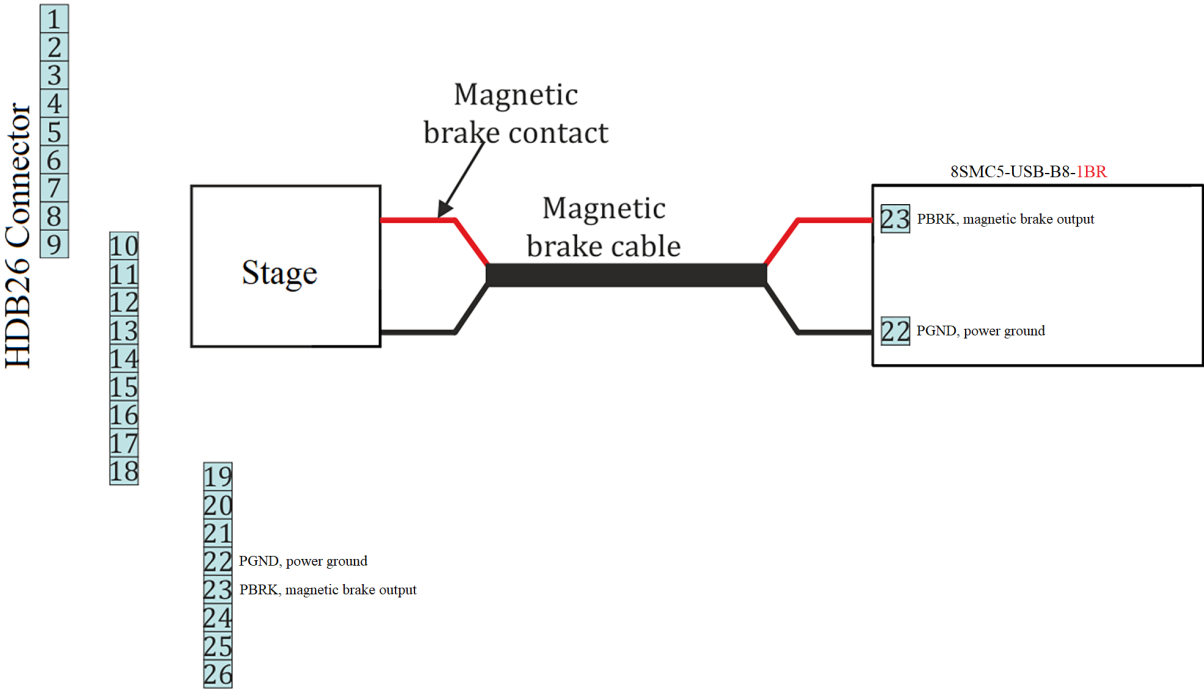 HDB26 Connector
1
2
3
4
5
6
7
8
9
10
11
12
13
14
15
16
17
18
19
20
21
22 PGND, power ground
23 PBRK, magnetic brake output
24
25
26
Magnetic
brake contact
Stage
Magnetic
brake cable
8SMC5-USB-B8-1BR
23 PBRK, magnetic brake output
22 PGND, power ground